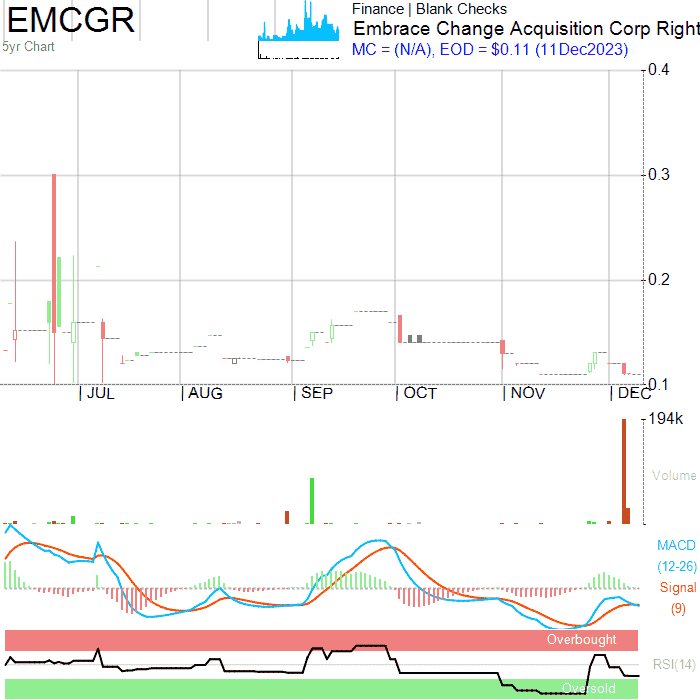 EMCGR
5yr Chart
Finance | Blank Checks
Embrace Change Acquisition Corp Right
MC = (N/A), EOD = $0.11 (11Dec2023)
0.4
0.3
0.2
0.1
JUL AUG SEP OCT NOV DEC
194k
Volume
MACD
(12-26)
Signal
(9)
Overbought
RSI(14)
Oversold